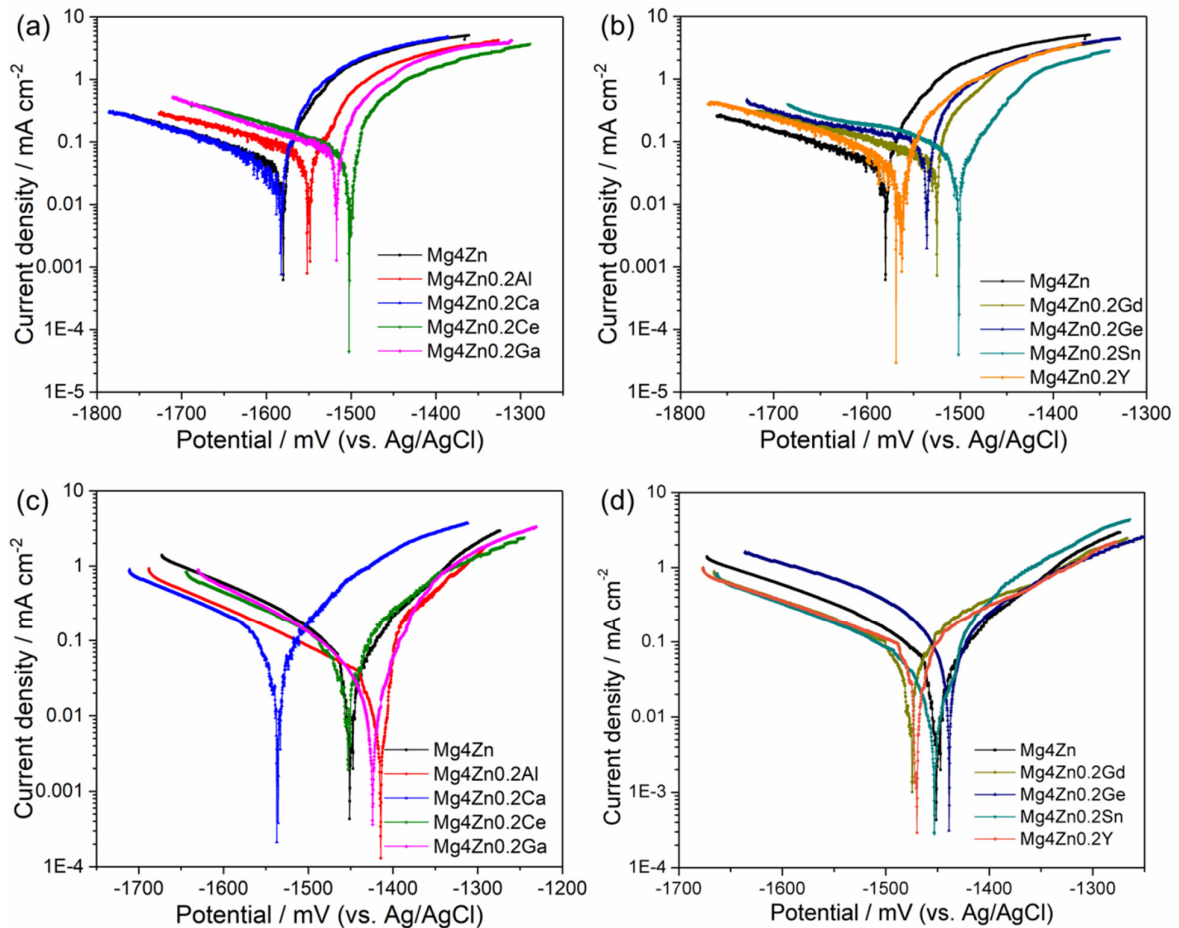 (a)
10
1
0.1
0.01
0.001
1E-4
1E-5
Current density / mA cm⁻²
Mg4Zn
Mg4Zn0.2Al
Mg4Zn0.2Ca
Mg4Zn0.2Ce
Mg4Zn0.2Ga
-1800 -1700 -1600 -1500 -1400 -1300
Potential / mV (vs. Ag/AgCl)
(b)
10
1
0.1
0.01
0.001
1E-4
1E-5
Current density / mA cm⁻²
Mg4Zn
Mg4Zn0.2Gd
Mg4Zn0.2Ge
Mg4Zn0.2Sn
Mg4Zn0.2Y
-1800 -1700 -1600 -1500 -1400 -1300
Potential / mV (vs. Ag/AgCl)
(c)
10
1
0.1
0.01
0.001
1E-4
Current density / mA cm⁻²
Mg4Zn
Mg4Zn0.2Al
Mg4Zn0.2Ca
Mg4Zn0.2Ce
Mg4Zn0.2Ga
-1700 -1600 -1500 -1400 -1300 -1200
Potential / mV (vs. Ag/AgCl)
(d)
10
1
0.1
0.01
1E-3
1E-4
Current density / mA cm⁻²
Mg4Zn
Mg4Zn0.2Gd
Mg4Zn0.2Ge
Mg4Zn0.2Sn
Mg4Zn0.2Y
-1700 -1600 -1500 -1400 -1300
Potential / mV (vs. Ag/AgCl)